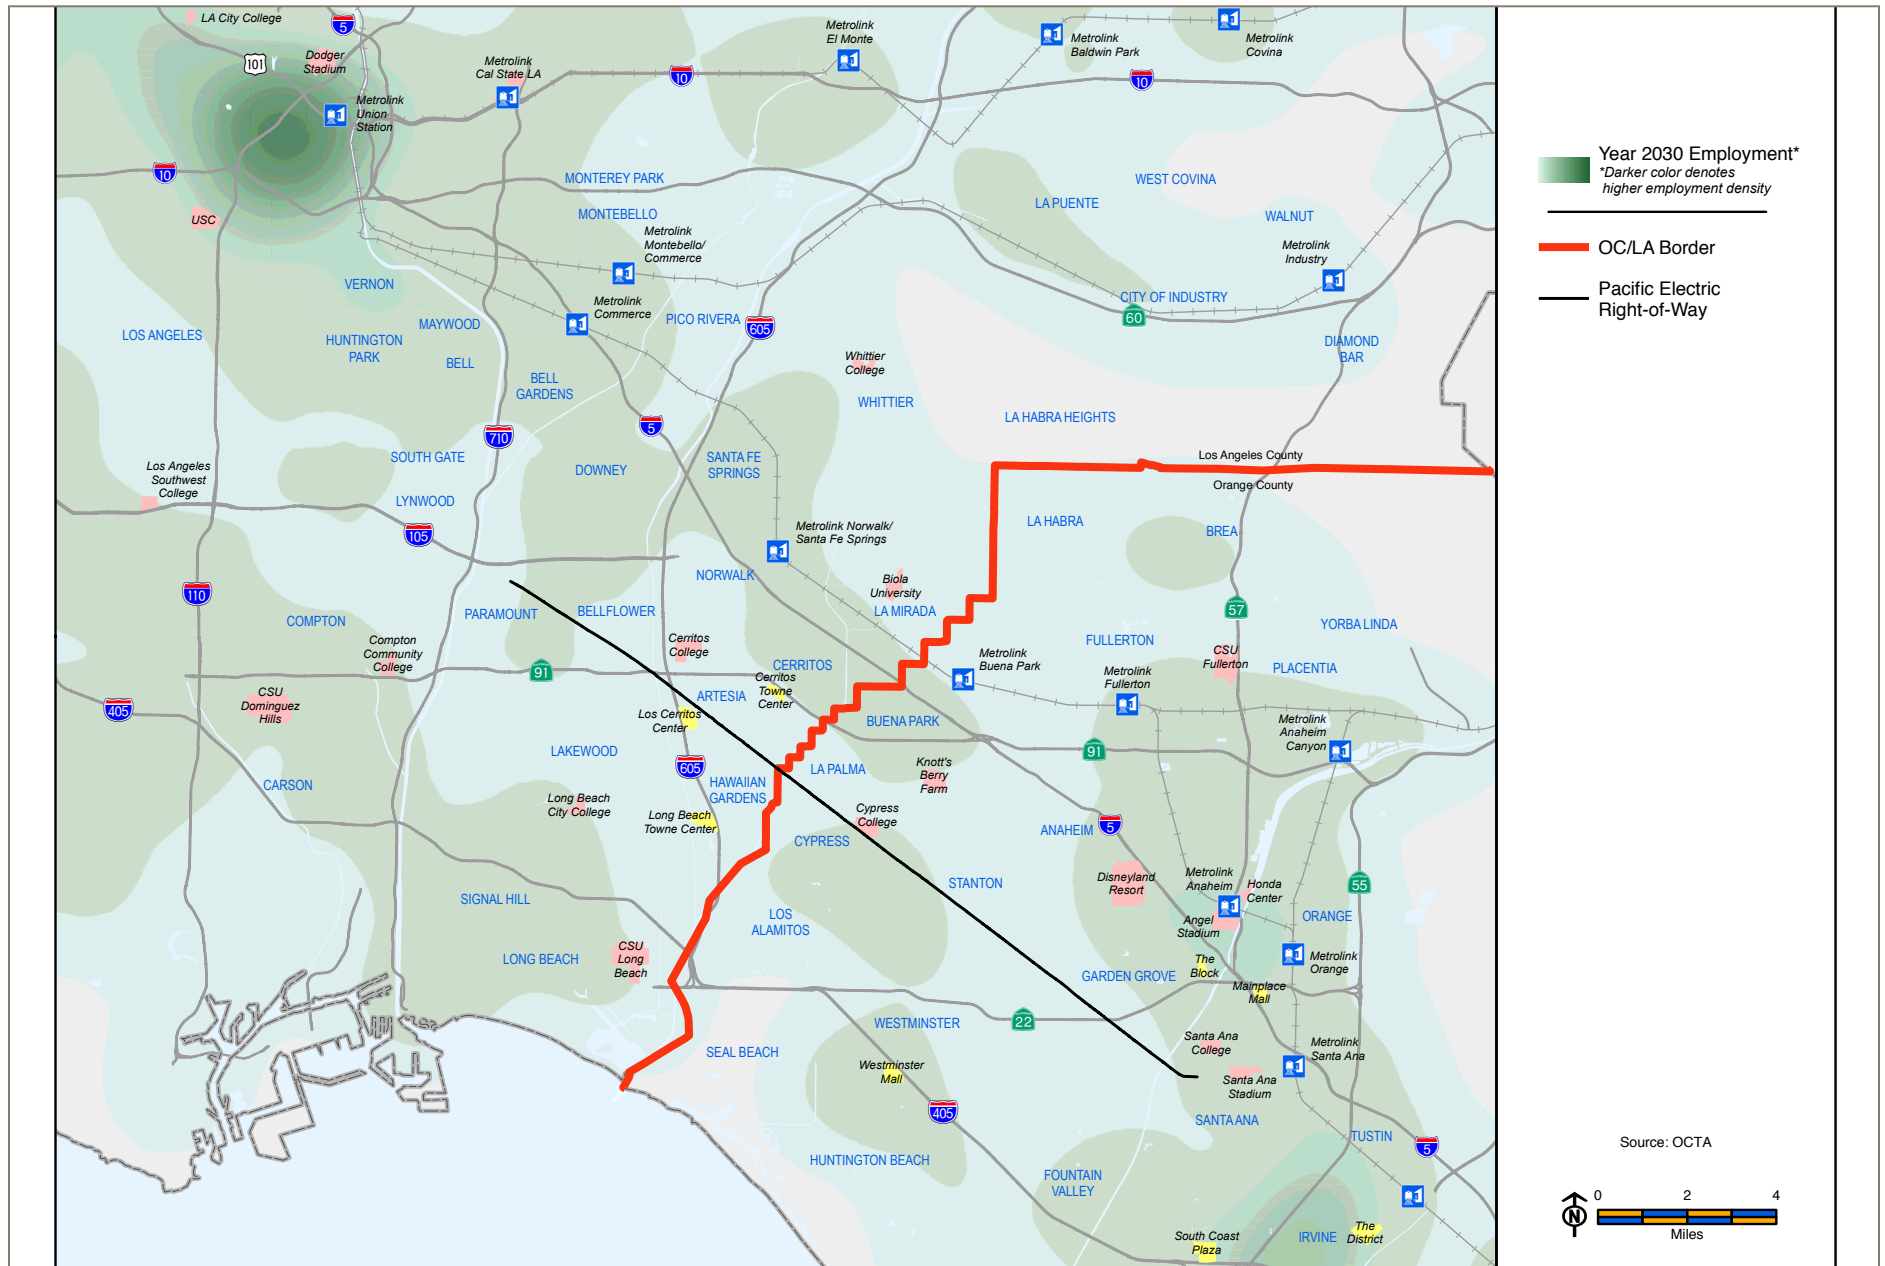 LA City College
5
Dodger
Stadium
101
Metrolink
Union
Station
Metrolink
Cal State LA
10
Metrolink
El Monte
Metrolink
Baldwin Park
Metrolink
Covina
10
10
USC
MONTEREY PARK
MONTEBELLO
Metrolink
Montebello/
Commerce
WEST COVINA
LA PUENTE
WALNUT
Metrolink
Industry
VERNON
LOS ANGELES
HUNTINGTON
PARK
MAYWOOD
BELL
BELL
GARDENS
Metrolink
Commerce
PICO RIVERA
605
CITY OF INDUSTRY
60
DIAMOND
BAR
Whittier
College
WHITTIER
LA HABRA HEIGHTS
5
710
SOUTH GATE
DOWNEY
SANTA FE
SPRINGS
Los Angeles County
Orange County
Los Angeles
Southwest
College
LYNWOOD
105
Metrolink Norwalk/
Santa Fe Springs
LA HABRA
BREA
110
NORWALK
Biola
University
LA MIRADA
57
COMPTON
PARAMOUNT
BELLFLOWER
Compton
Community
College
Cerritos
College
CERRITOS
Cerritos
Towne
Center
Metrolink
Buena Park
FULLERTON
Metrolink
Fullerton
CSU
Fullerton
YORBA LINDA
PLACENTIA
91
405
CSU
Dominguez
Hills
ARTESIA
Los Cerritos
Center
BUENA PARK
Metrolink
Anaheim
Canyon
91
LAKEWOOD
605
HAWAIIAN
GARDENS
LA PALMA
Knott's
Berry
Farm
CARSON
Long Beach
City College
Long Beach
Towne Center
Cypress
College
CYPRESS
ANAHEIM
5
STANTON
Disneyland
Resort
Metrolink
Anaheim
Honda
Center
55
SIGNAL HILL
LOS
ALAMITOS
Angel
Stadium
ORANGE
LONG BEACH
CSU
Long
Beach
GARDEN GROVE
The
Block
Metrolink
Orange
Mainplace
Mall
WESTMINSTER
22
SEAL BEACH
Westminster
Mall
Santa Ana
College
Metrolink
Santa Ana
Santa Ana
Stadium
405
SANTA ANA
TUSTIN
5
HUNTINGTON BEACH
FOUNTAIN
VALLEY
South Coast
Plaza
IRVINE
The
District
Year 2030 Employment*
*Darker color denotes
higher employment density
OC/LA Border
Pacific Electric
Right-of-Way
Source: OCTA
N
0 2 4
Miles